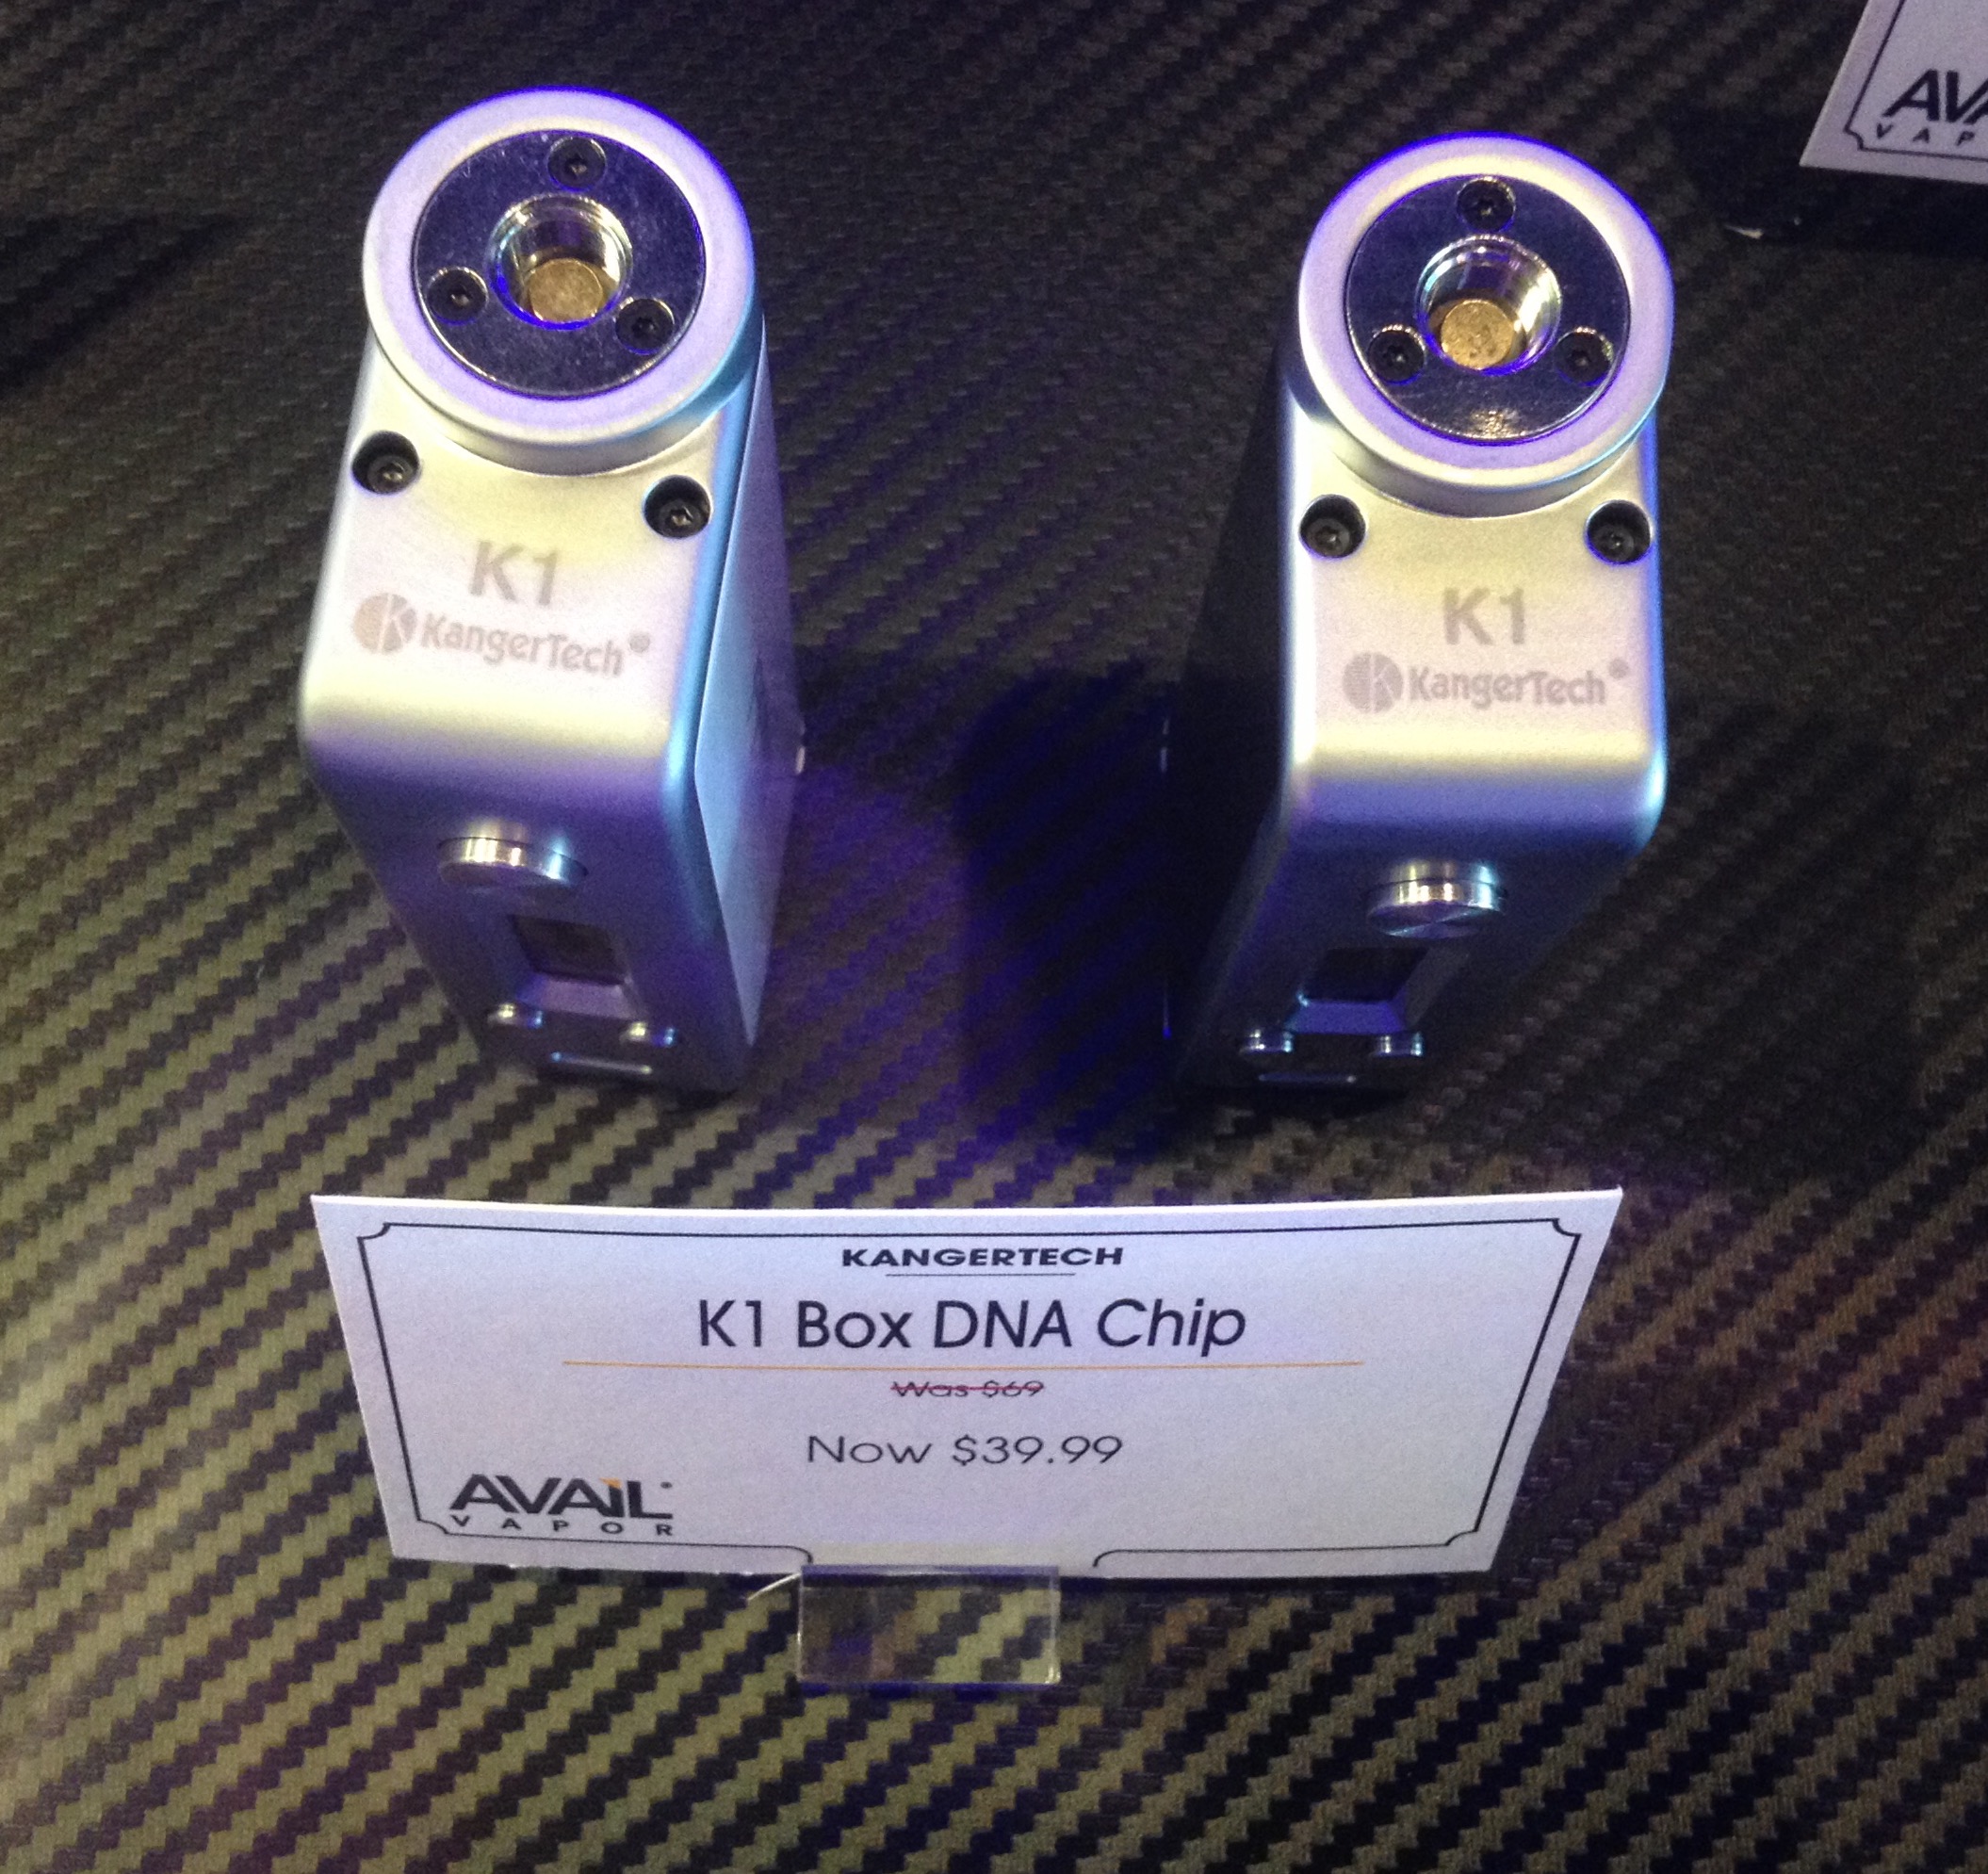 K1
KangerTech®
K1
KangerTech®
KANGERTECH
K1 Box DNA Chip
Was $69
Now $39.99
AVAIL
VAPOR